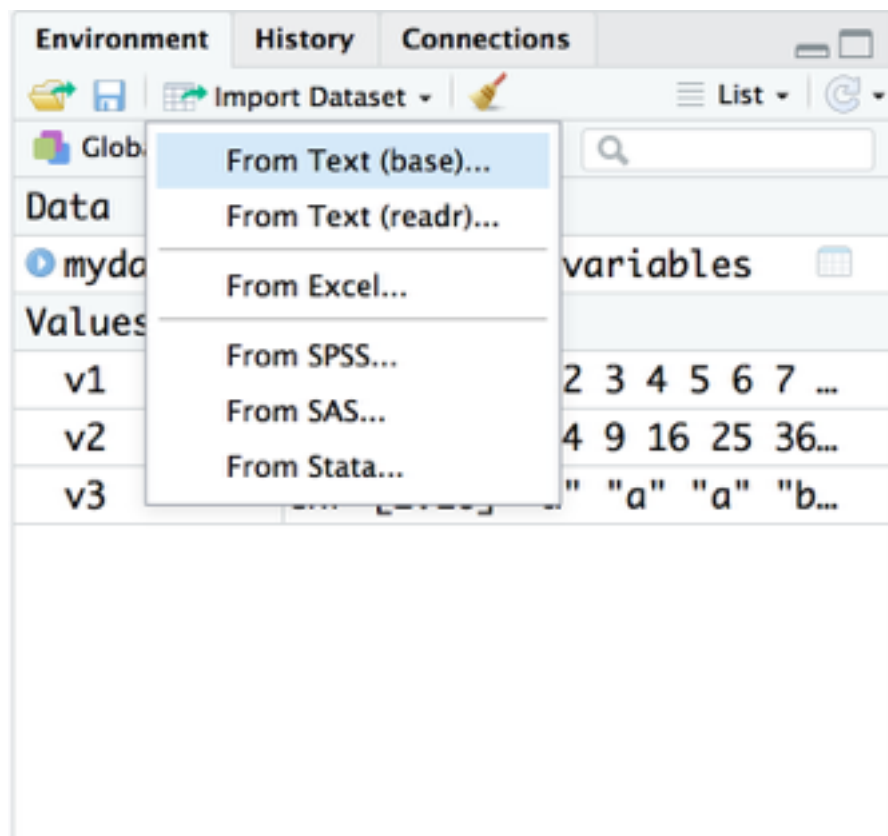 Environment History Connections
Import Dataset List
Glob
From Text (base)...
From Text (readr)...
Data
myda variables
From Excel...
Values
From SPSS...
v1 2 3 4 5 6 7 …
From SAS...
v2 4 9 16 25 36…
From Stata...
v3 "a" "a" "b…